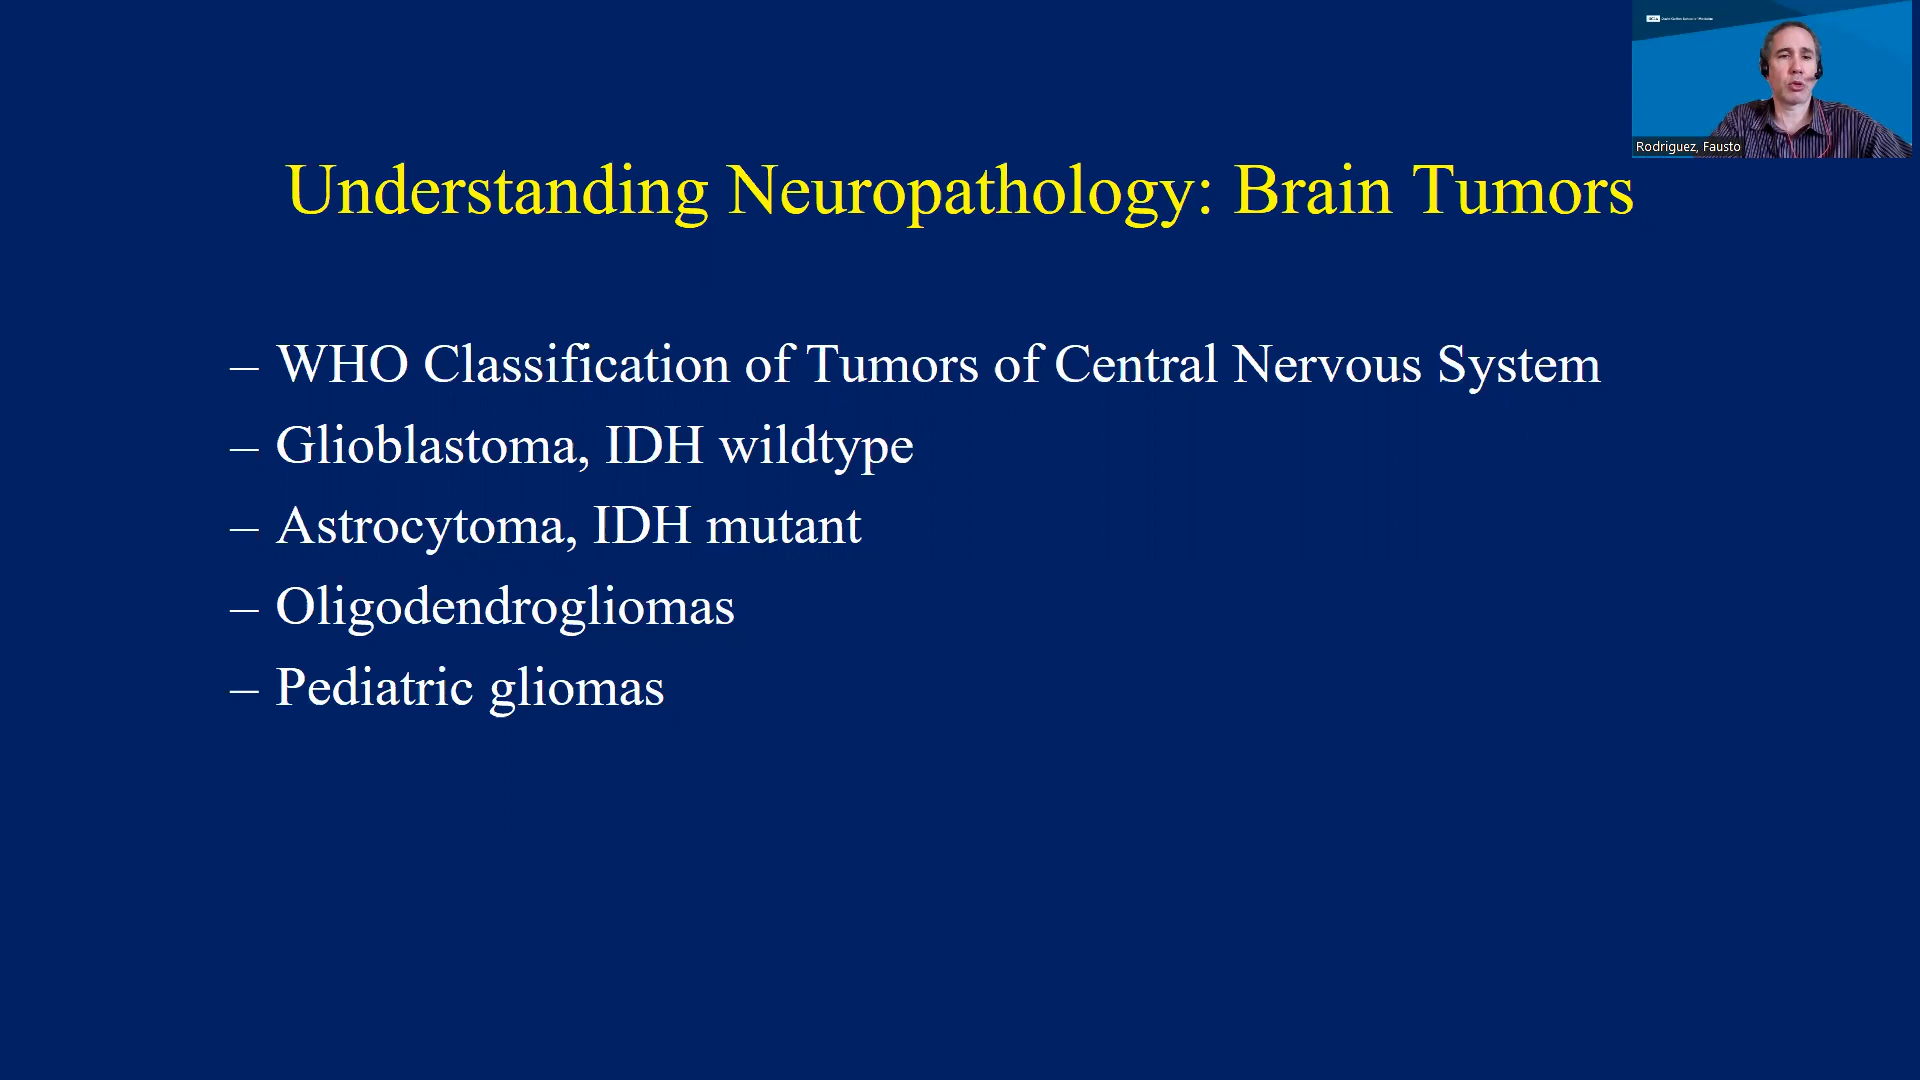 Understanding Neuropathology: Brain Tumors
– WHO Classification of Tumors of Central Nervous System
– Glioblastoma, IDH wildtype
– Astrocytoma, IDH mutant
– Oligodendrogliomas
– Pediatric gliomas
Rodriguez, Fausto